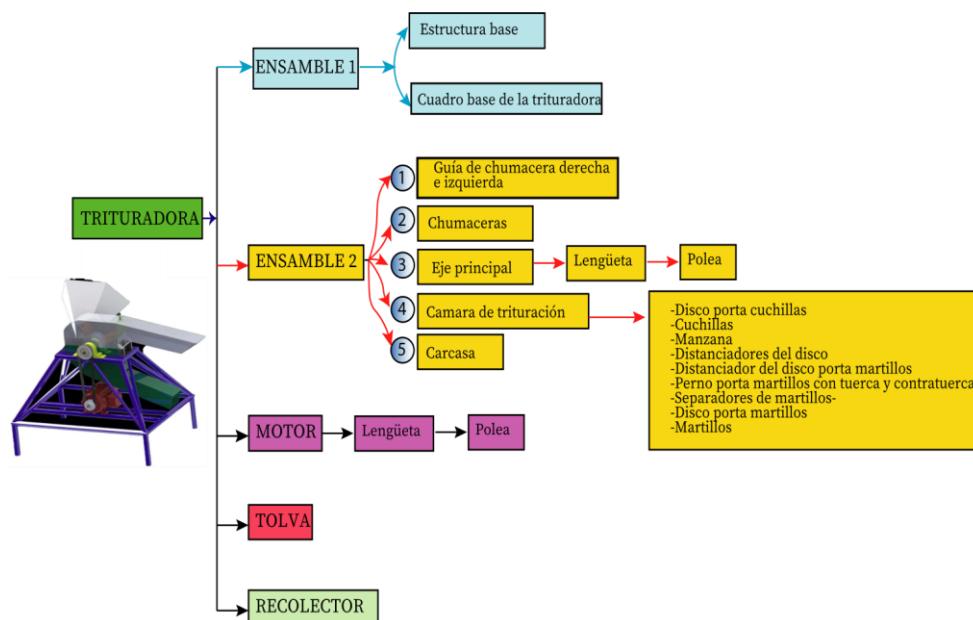 Estructura base
ENSAMBLE 1
Cuadro base de la trituradora
TRITURADORA
ENSAMBLE 2
1
Guía de chumacera derecha
e izquierda
2
Chumaceras
3
Eje principal
Lengüeta
Polea
4
Camara de trituración
5
Carcasa
-Disco porta cuchillas
-Cuchillas
-Manzana
-Distanciadores del disco
-Distanciador del disco porta martillos
-Perno porta martillos con tuerca y contratuerca
-Separadores de martillos-
-Disco porta martillos
-Martillos
MOTOR
Lengüeta
Polea
TOLVA
RECOLECTOR